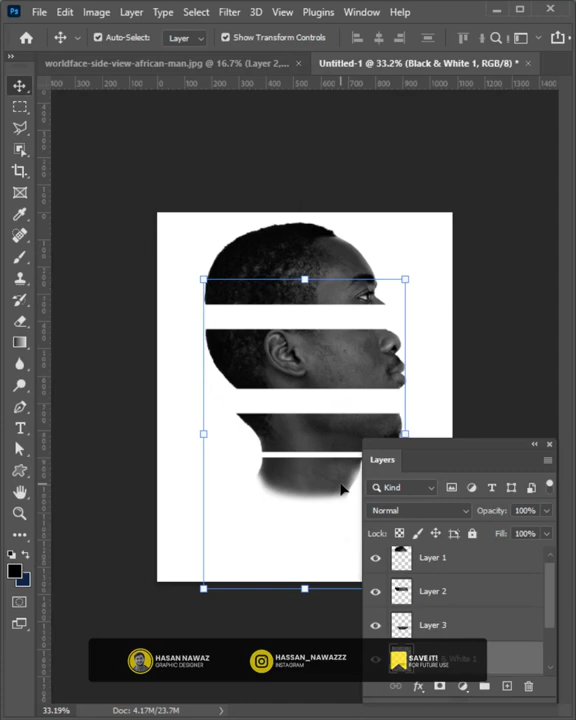 Ps File Edit Image Layer Type Select Filter 3D View Plugins Window Help
Auto-Select: Layer Show Transform Controls
worldface-side-view-african-man.jpg @ 16.7% (Layer 2,... × Untitled-1 @ 33.2% (Black & White 1, RGB/8) * ×
Layers
Kind
Normal Opacity: 100%
Lock: Fill: 100%
Layer 1
Layer 2
Layer 3
HASAN NAWAZ
GRAPHIC DESIGNER
HASSAN_NAWAZZZ
INSTAGRAM
SAVE IT!
FOR FUTURE USE
33.19% Doc: 4.17M/23.7M